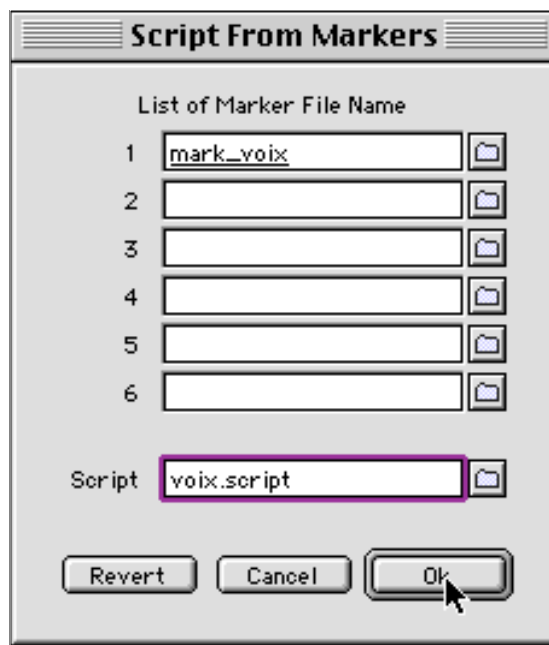 Script From Markers
List of Marker File Name
1 mark_voix
2
3
4
5
6
Script voix.script
Revert Cancel Ok